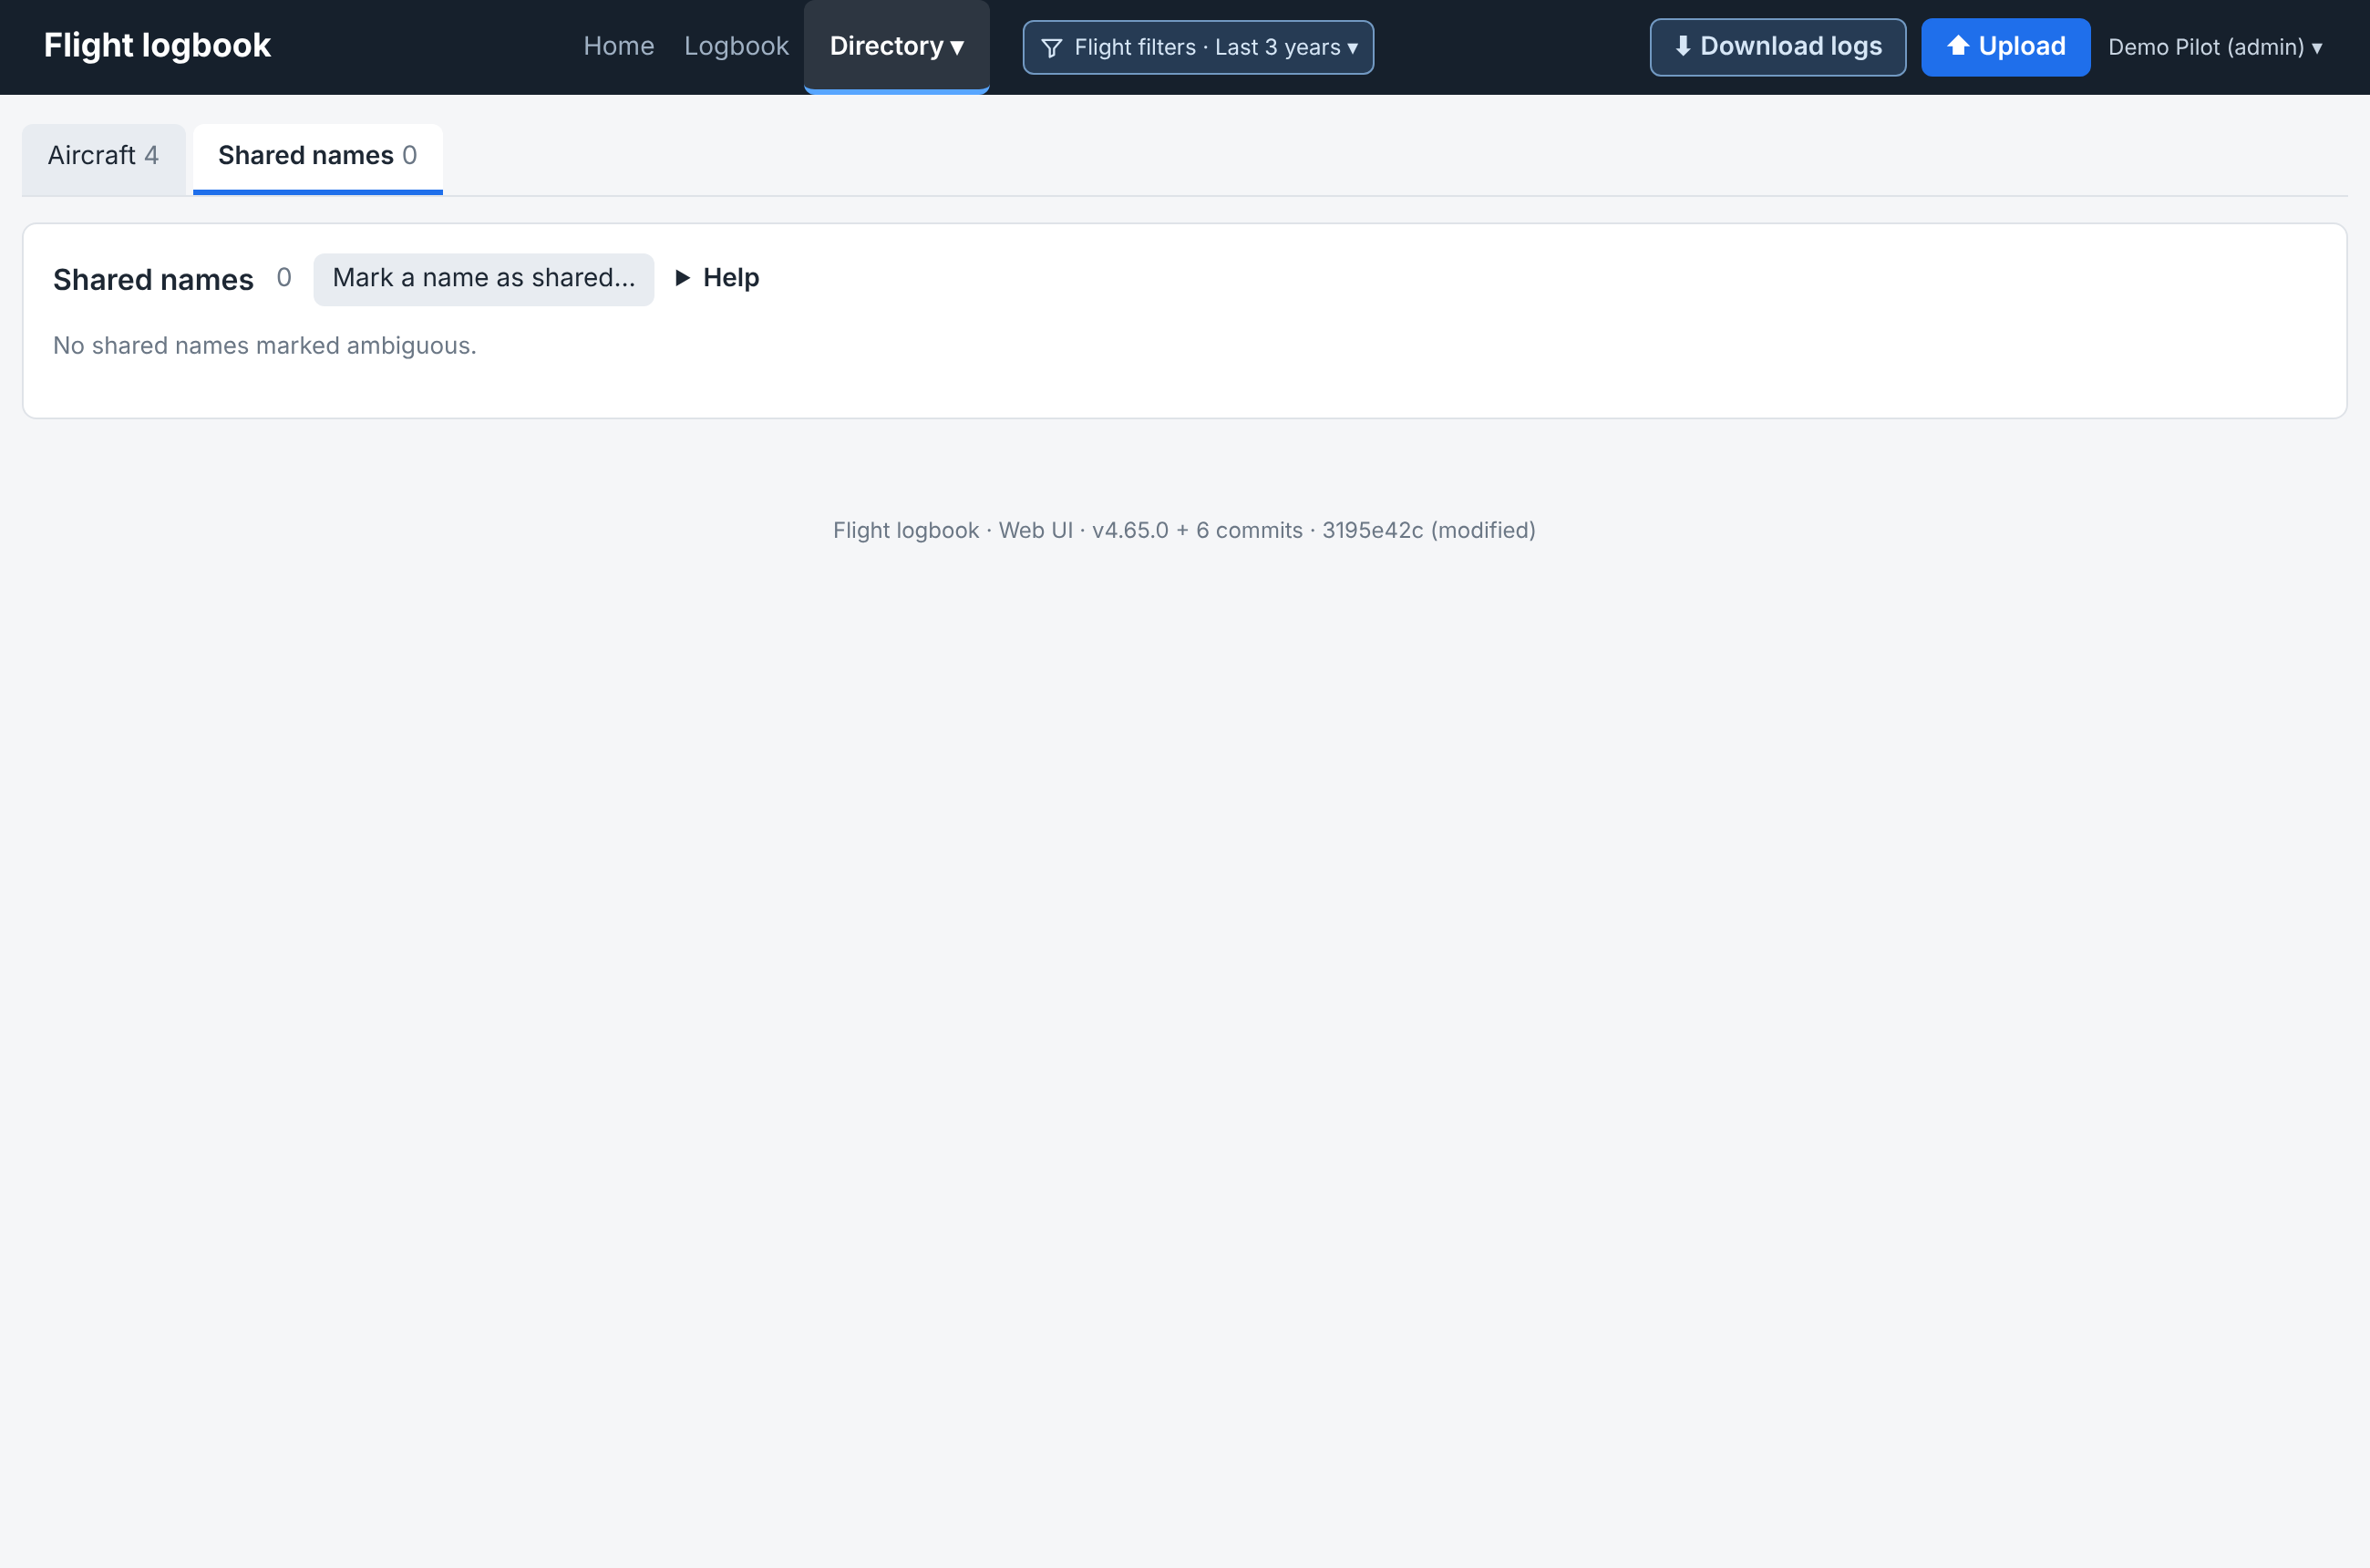 Flight logbook
Home Logbook Directory ▾ Flight filters · Last 3 years ▾
⬇ Download logs ⬆ Upload Demo Pilot (admin) ▾
Aircraft 4 Shared names 0
Shared names 0 Mark a name as shared... ▶ Help
No shared names marked ambiguous.
Flight logbook · Web UI · v4.65.0 + 6 commits · 3195e42c (modified)